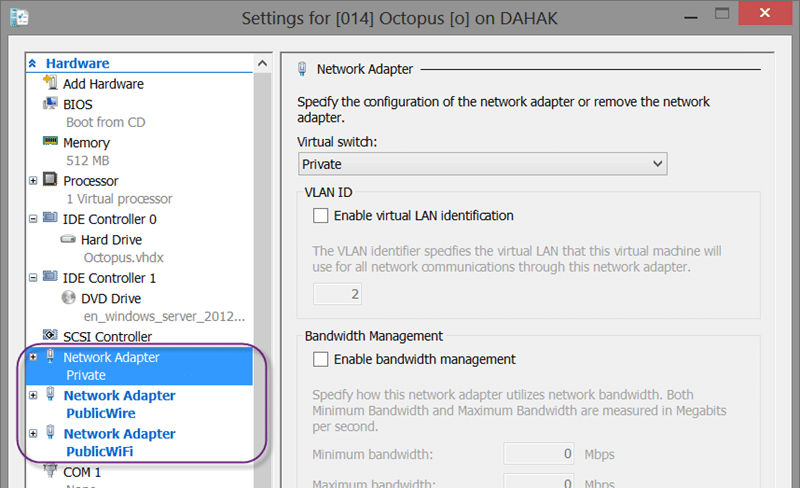 Settings for [014] Octopus [o] on DAHAK
Hardware
Add Hardware
BIOS
Boot from CD
Memory
512 MB
Processor
1 Virtual processor
IDE Controller 0
Hard Drive
Octopus.vhdx
IDE Controller 1
DVD Drive
en_windows_server_2012...
SCSI Controller
Network Adapter
Private
Network Adapter
PublicWire
Network Adapter
PublicWiFi
COM 1
None
Network Adapter
Specify the configuration of the network adapter or remove the network
adapter.
Virtual switch:
Private
VLAN ID
Enable virtual LAN identification
The VLAN identifier specifies the virtual LAN that this virtual machine will
use for all network communications through this network adapter.
2
Bandwidth Management
Enable bandwidth management
Specify how this network adapter utilizes network bandwidth. Both
Minimum Bandwidth and Maximum Bandwidth are measured in Megabits
per second.
Minimum bandwidth:
0
Mbps
Maximum bandwidth:
0
Mbps